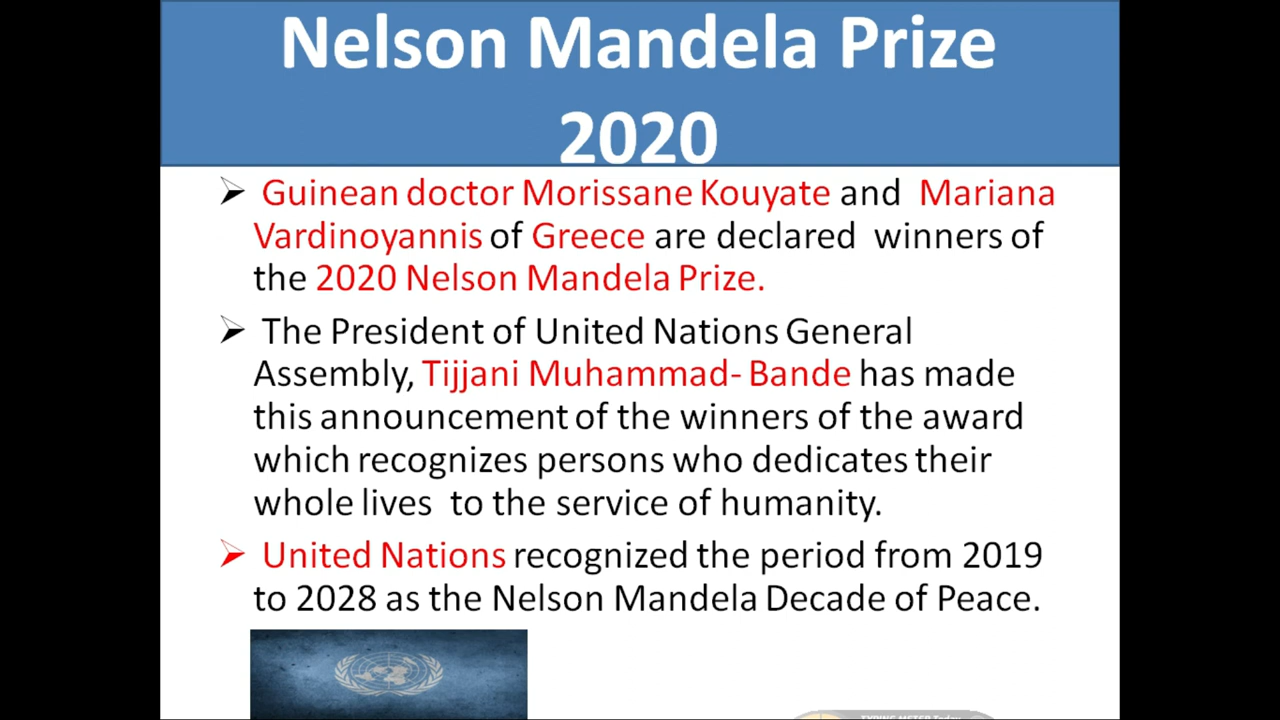 Nelson Mandela Prize
2020
Guinean doctor Morissane Kouyate and Mariana
Vardinoyannis of Greece are declared winners of
the 2020 Nelson Mandela Prize.
The President of United Nations General
Assembly, Tijjani Muhammad- Bande has made
this announcement of the winners of the award
which recognizes persons who dedicates their
whole lives to the service of humanity.
United Nations recognized the period from 2019
to 2028 as the Nelson Mandela Decade of Peace.